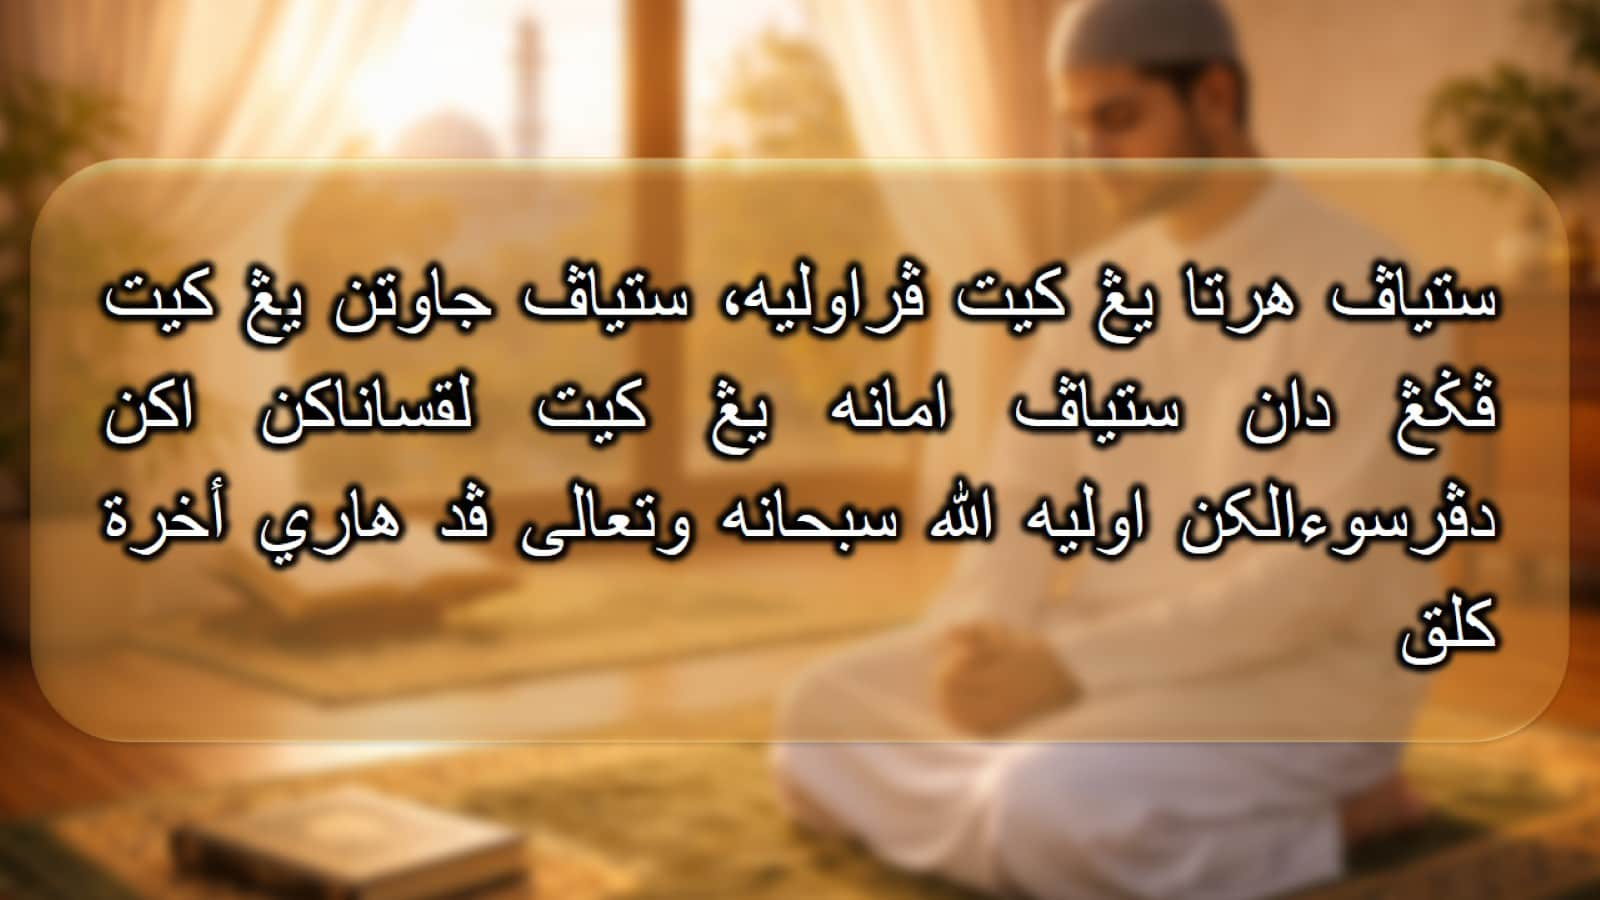 ستياڤ هرتا يڠ كيت ڤراوليه، ستياڤ جاوتن يڠ كيت
ڤݢڠ دان ستياڤ امانه يڠ كيت لقساناكن اكن
دڤرسوءالكن اوليه الله سبحانه وتعالى ڤد هاري أخرة
كلق